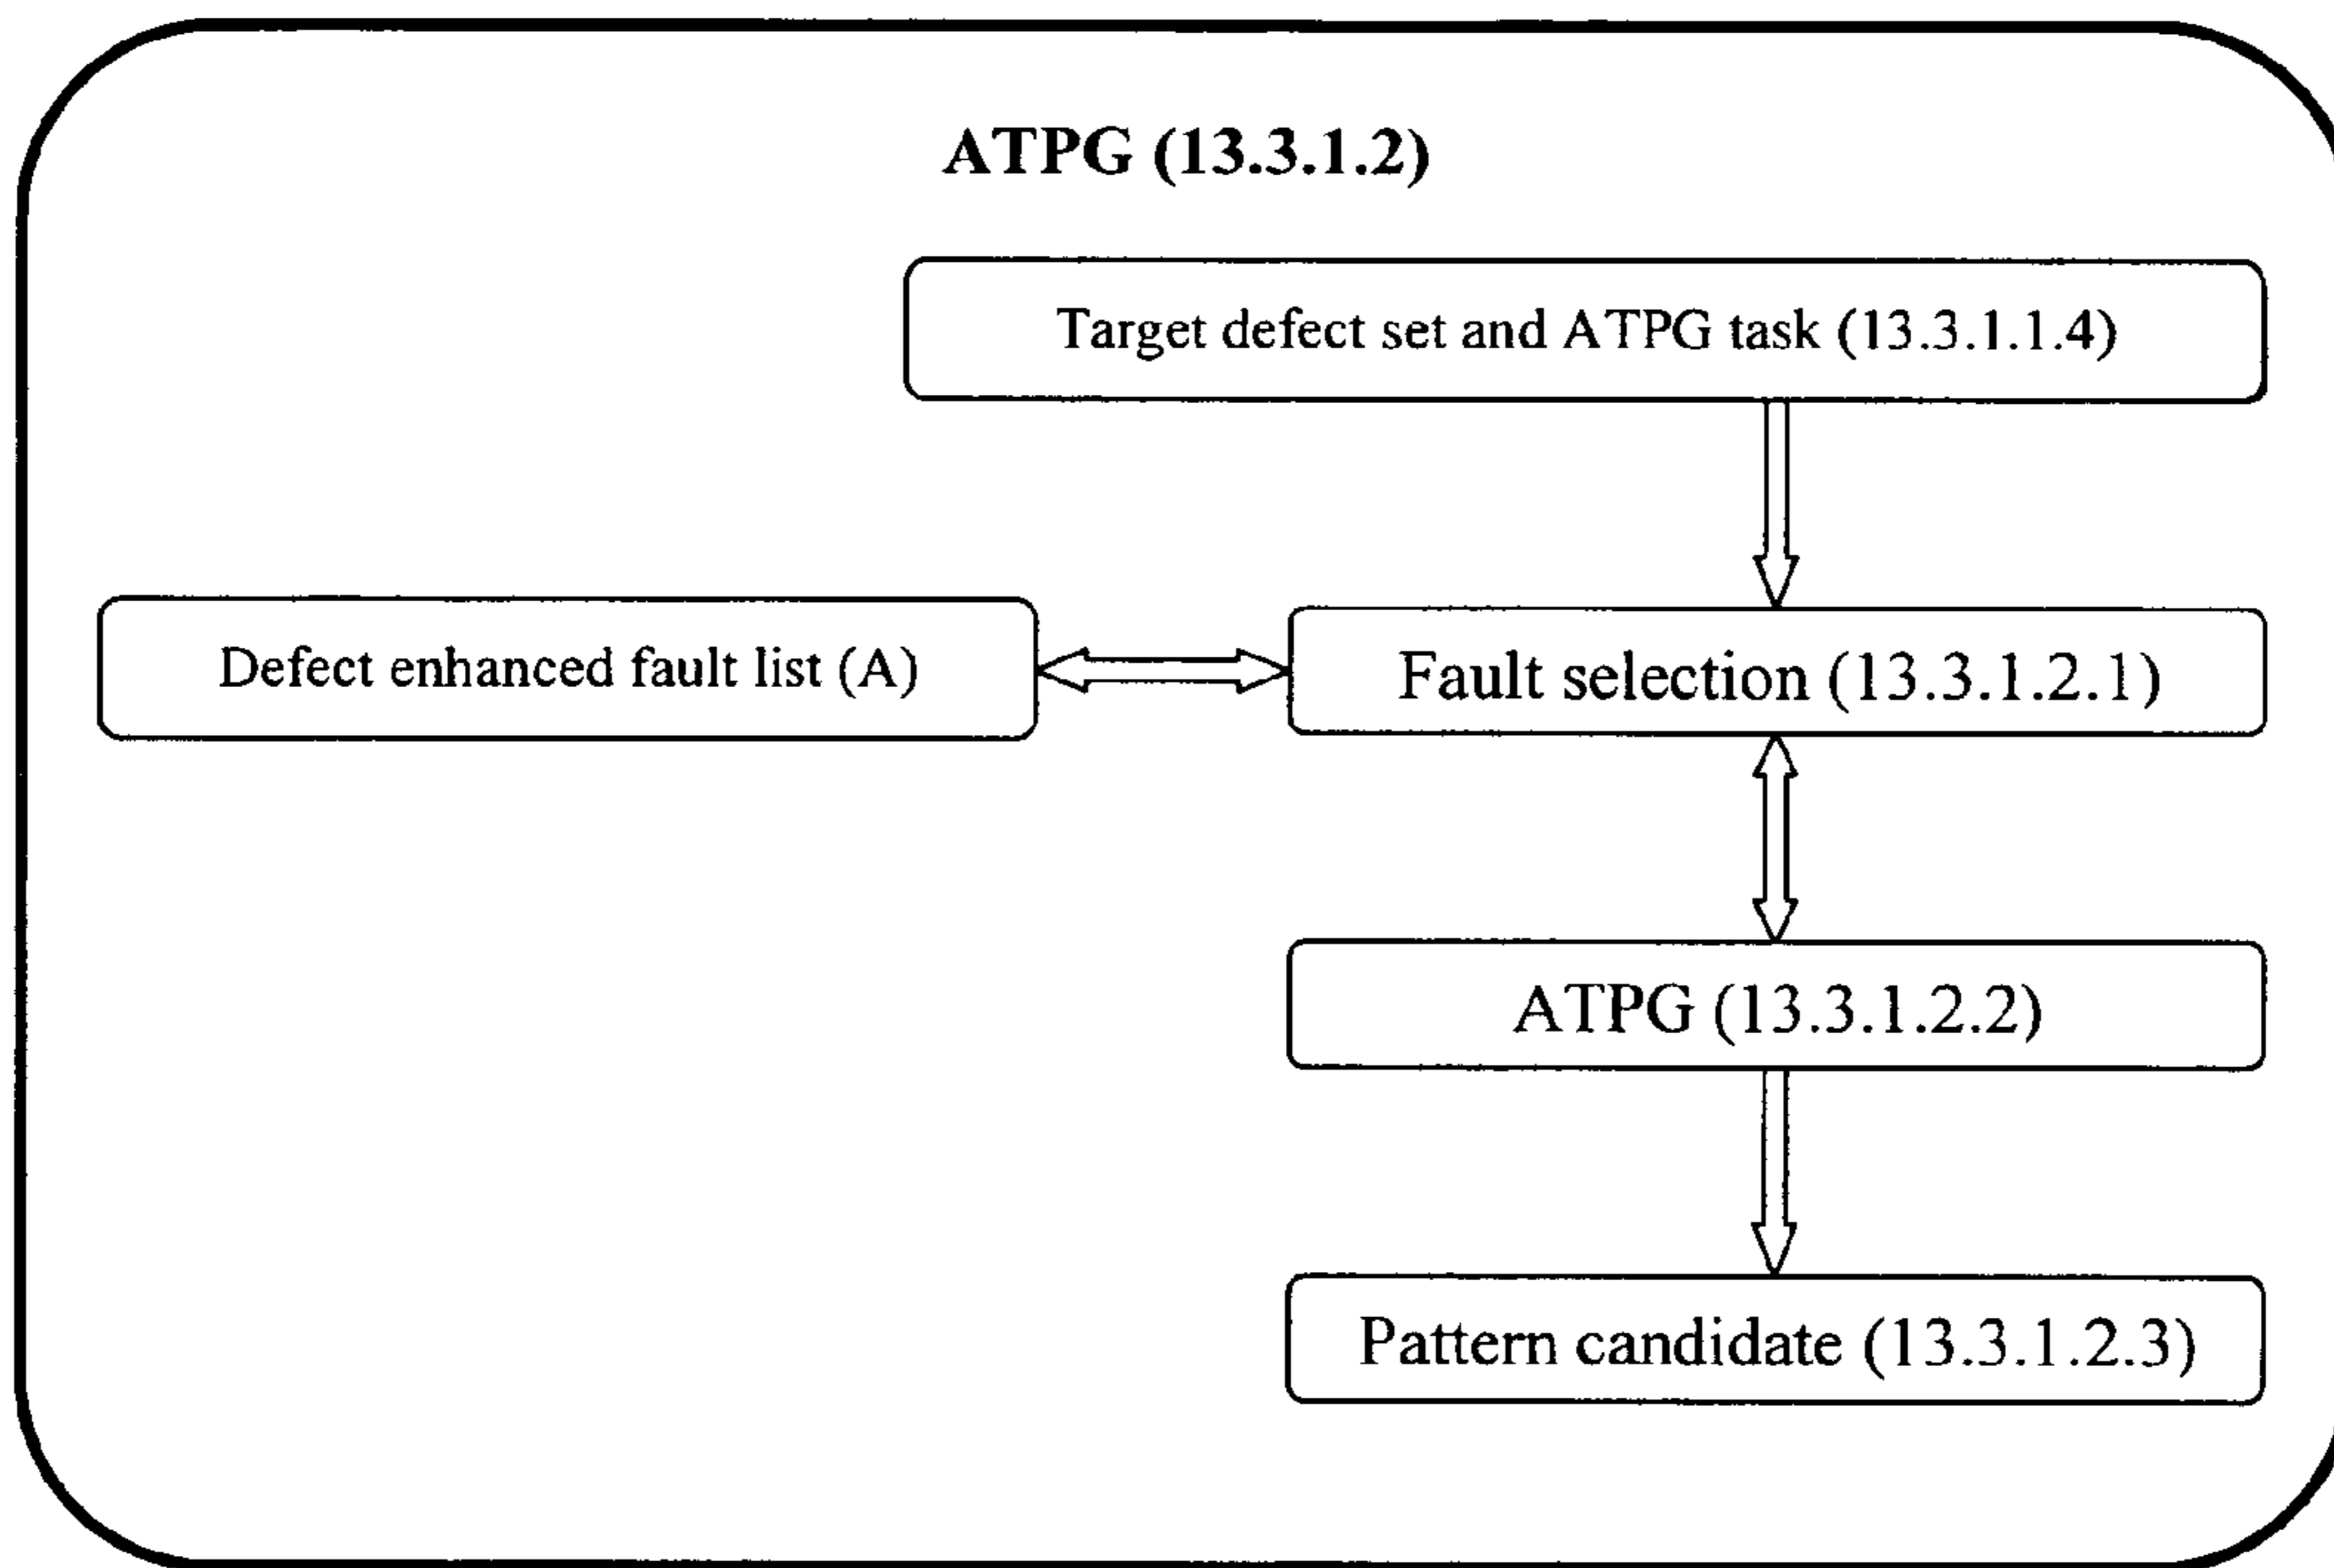 ATPG (13.3.1.2)
Target defect set and ATPG task (13.3.1.1.4)
Defect enhanced fault list (A)
Fault selection (13.3.1.2.1)
ATPG (13.3.1.2.2)
Pattern candidate (13.3.1.2.3)